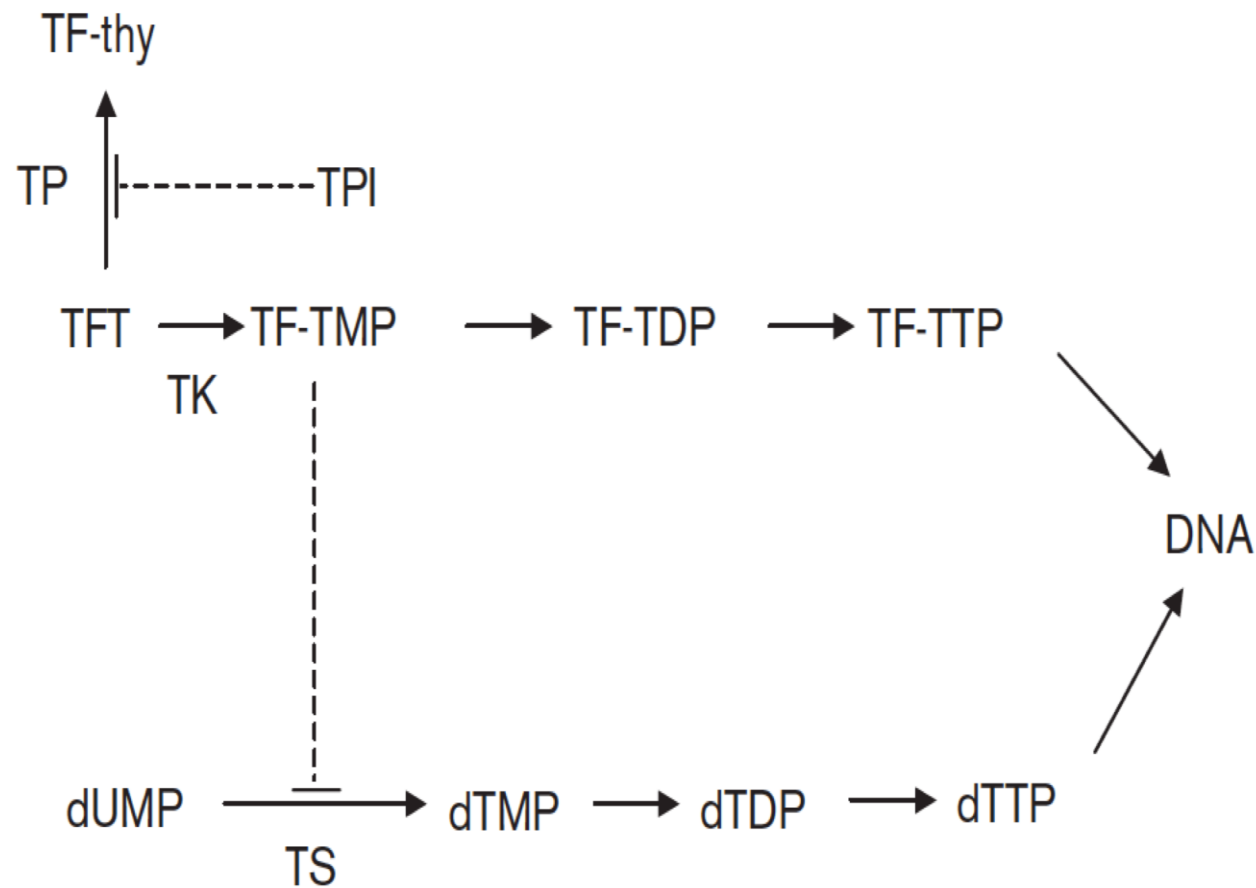 TF-thy
TP
TPI
TFT
TF-TMP
TF-TDP
TF-TTP
TK
DNA
dUMP
dTMP
dTDP
dTTP
TS